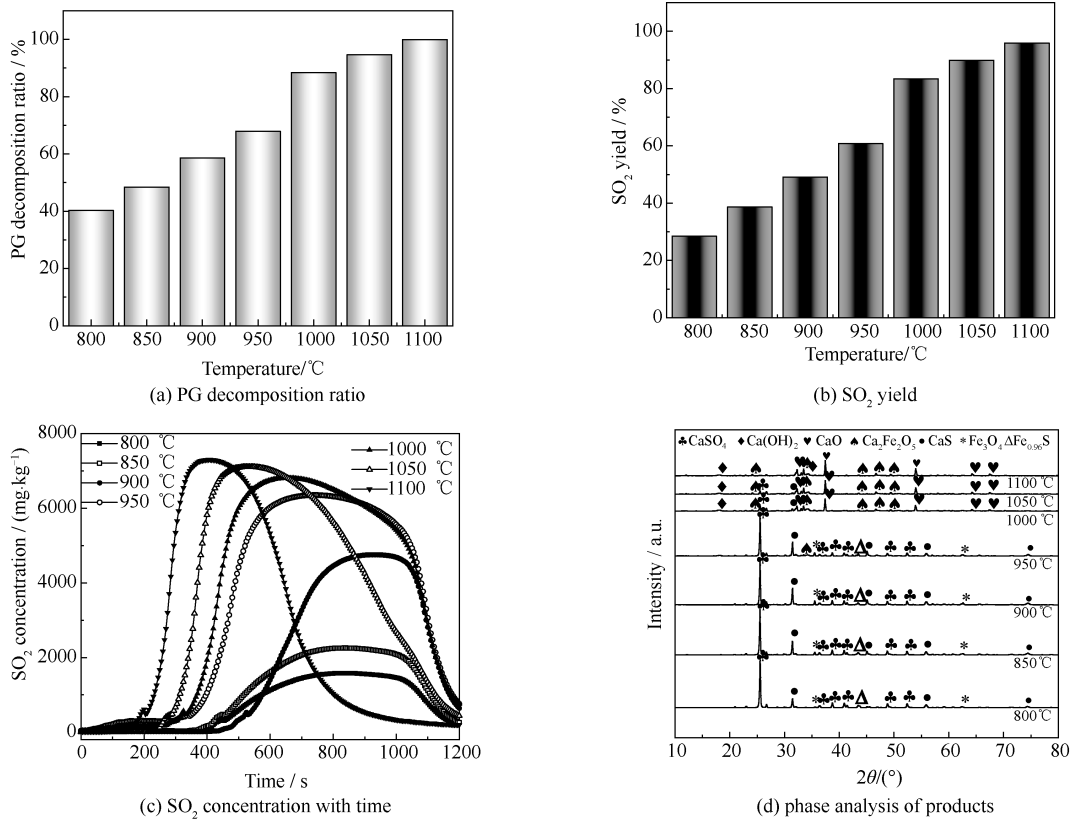 100
80
60
40
20
0
PG decomposition ratio / %
800 850 900 950 1000 1050 1100
Temperature/℃
(a) PG decomposition ratio
100
80
60
40
20
0
SO₂ yield / %
800 850 900 950 1000 1050 1100
Temperature/℃
(b) SO₂ yield
8000
6000
4000
2000
0
SO₂ concentration / (mg·kg⁻¹)
800 ℃
850 ℃
900 ℃
950 ℃
1000 ℃
1050 ℃
1100 ℃
0 200 400 600 800 1000 1200
Time / s
(c) SO₂ concentration with time
♣CaSO₄ ♦Ca(OH)₂ ♥CaO ♠Ca₂Fe₂O₅ •CaS *Fe₃O₄ ΔFe₀.₉₆S
1100℃
1050℃
1000℃
950℃
900℃
850℃
800℃
Intensity / a.u.
10 20 30 40 50 60 70 80
2θ/(°)
(d) phase analysis of products